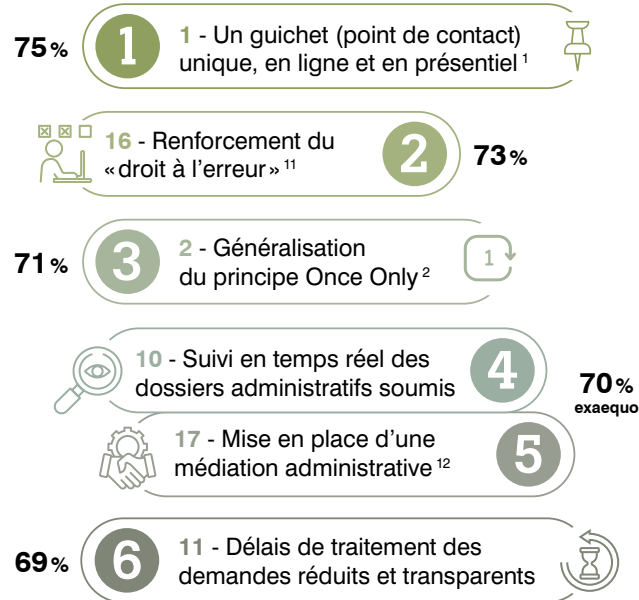 75%
1
1 - Un guichet (point de contact)
unique, en ligne et en présentiel 1
16 - Renforcement du
«droit à l'erreur» 11
2
73%
71%
3
2 - Généralisation
du principe Once Only 2
1
10 - Suivi en temps réel des
dossiers administratifs soumis
4
70%
exaequo
17 - Mise en place d'une
médiation administrative 12
5
69%
6
11 - Délais de traitement des
demandes réduits et transparents